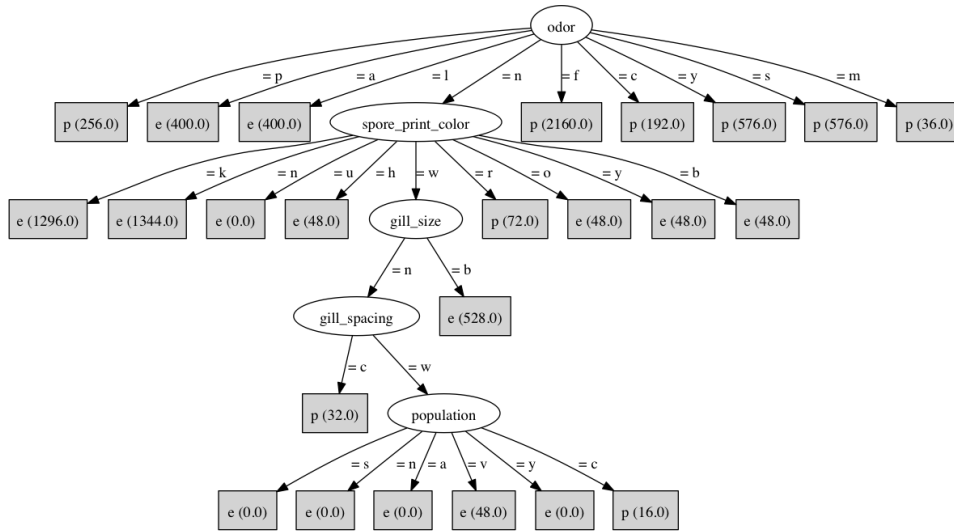 odor
= p = a = l = n = f = c = y = s = m
p (256.0) e (400.0) e (400.0) spore_print_color p (2160.0) p (192.0) p (576.0) p (576.0) p (36.0)
= k = n = u = h = w = r = o = y = b
e (1296.0) e (1344.0) e (0.0) e (48.0) gill_size p (72.0) e (48.0) e (48.0) e (48.0)
= n = b
gill_spacing e (528.0)
= c = w
p (32.0) population
= s = n = a = v = y = c
e (0.0) e (0.0) e (0.0) e (48.0) e (0.0) p (16.0)